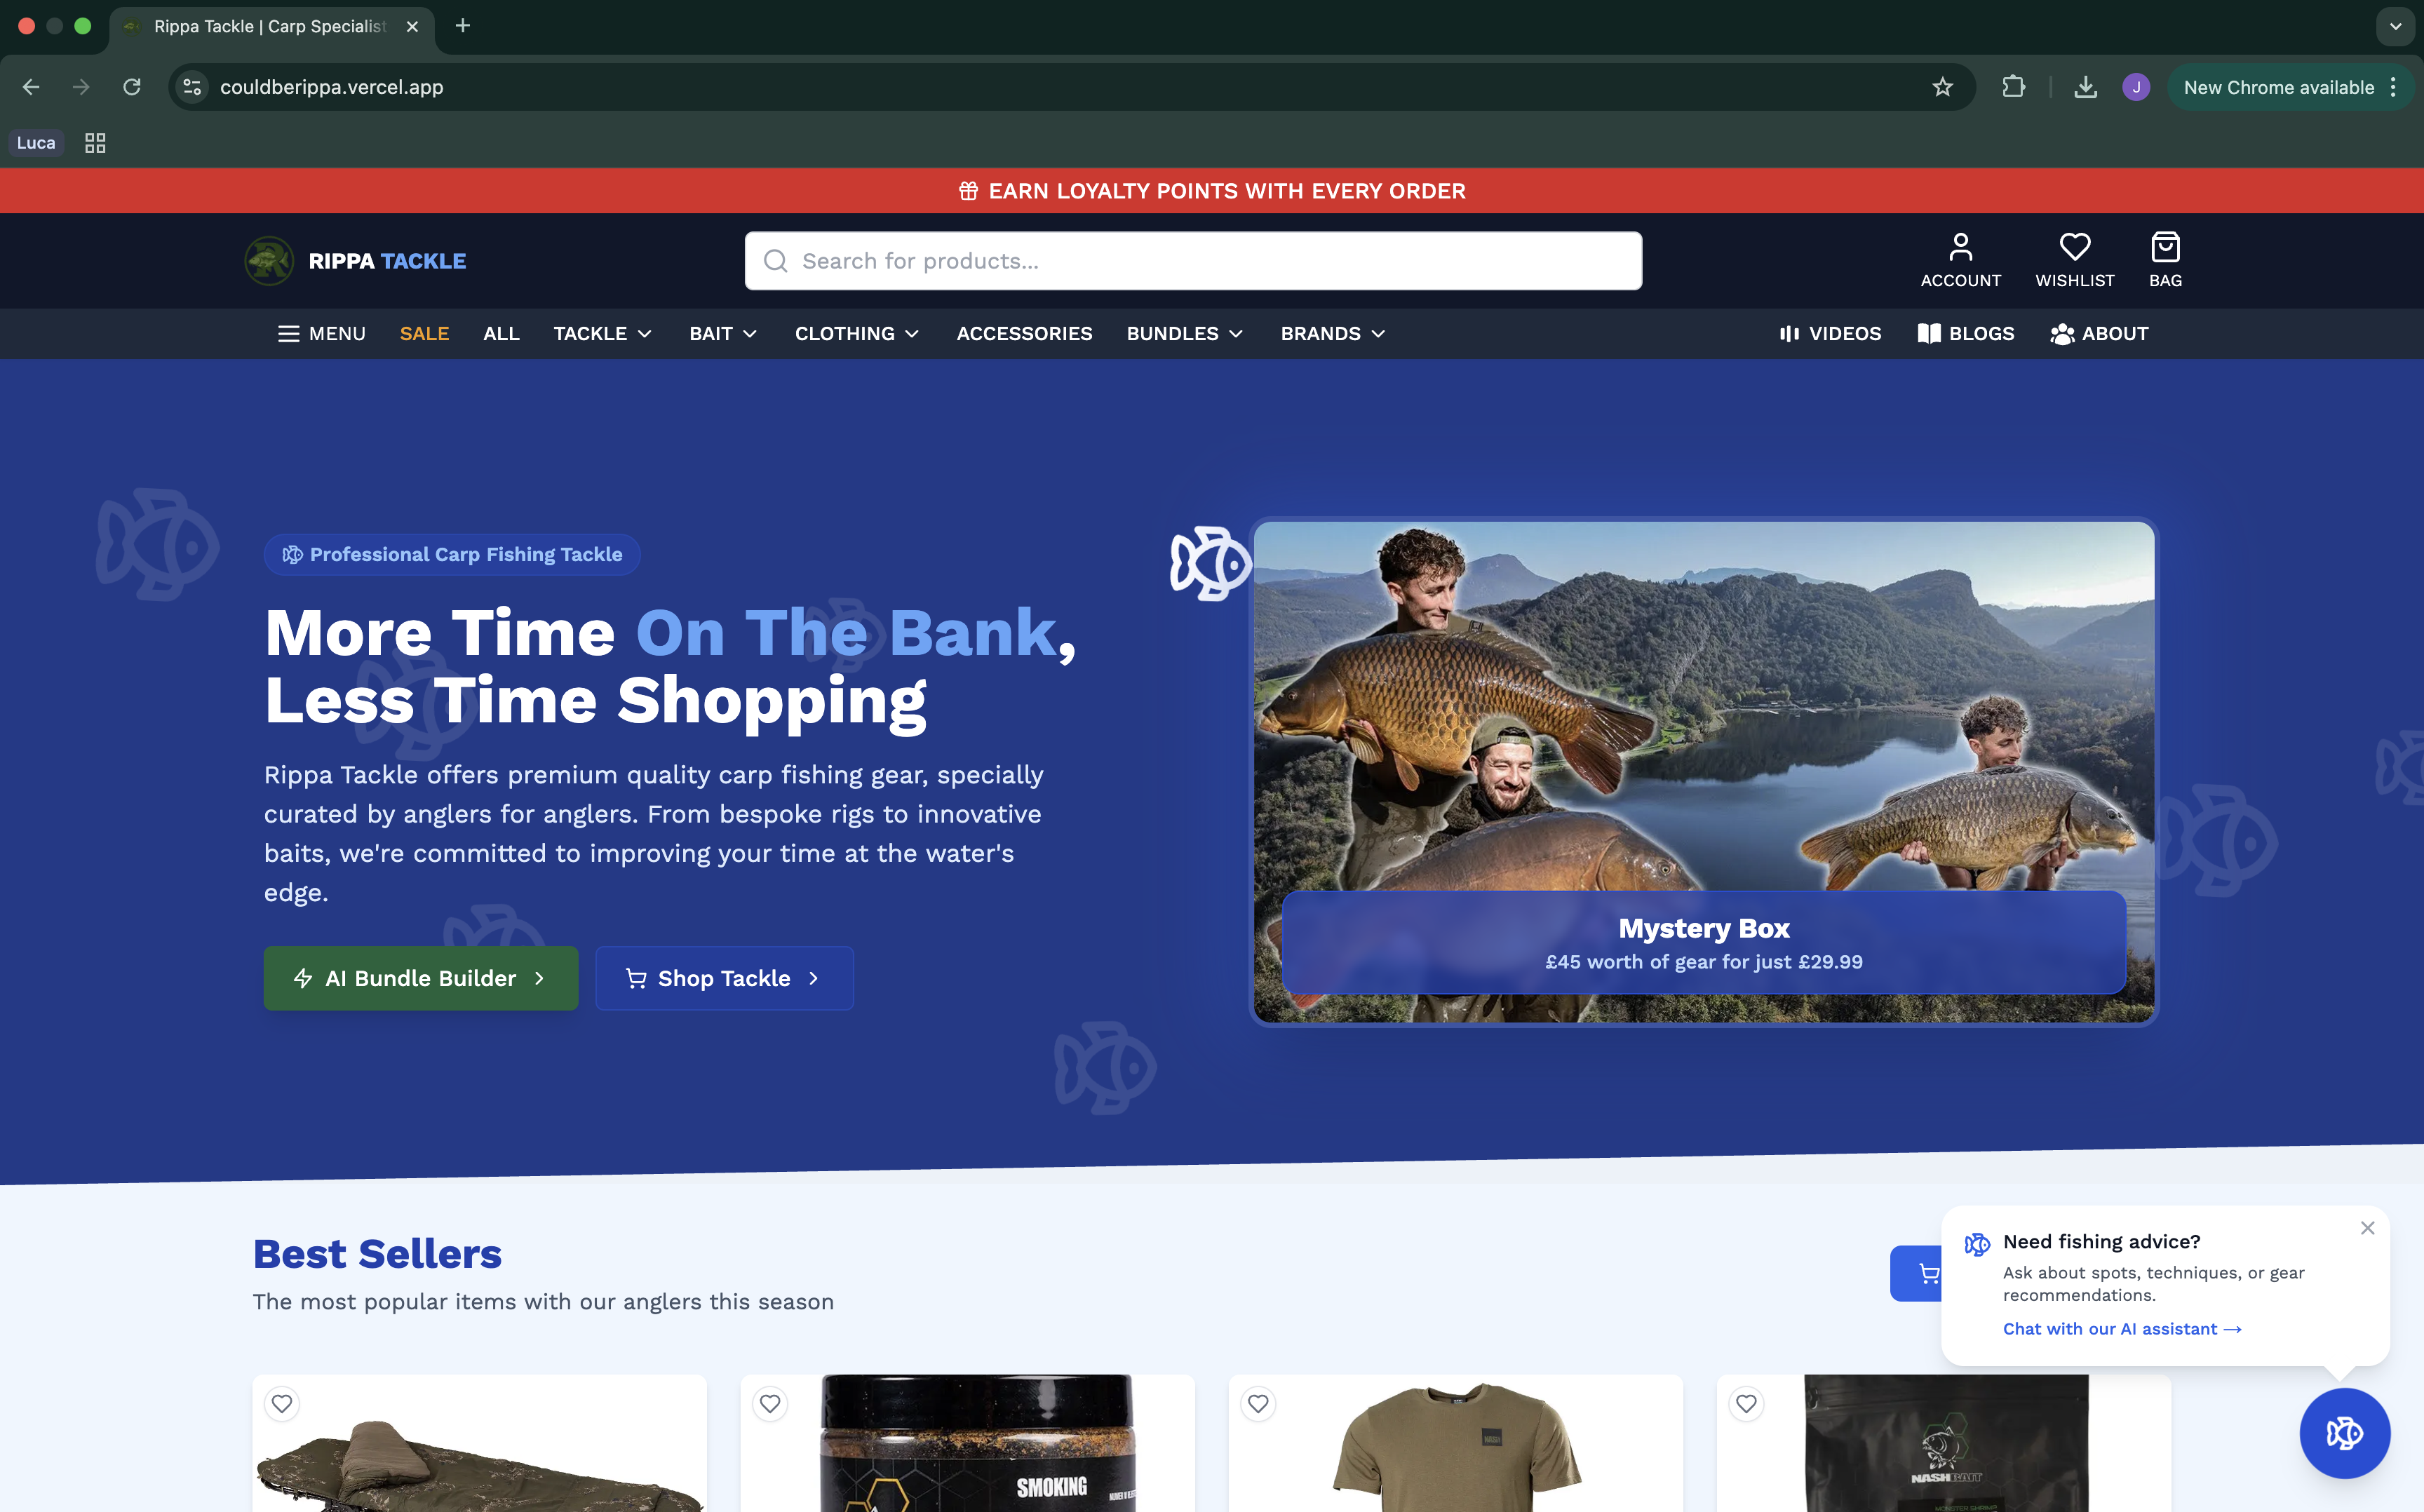 Rippa Tackle | Carp Specialist
couldberippa.vercel.app
J
New Chrome available
Luca
EARN LOYALTY POINTS WITH EVERY ORDER
RIPPA TACKLE
Search for products...
ACCOUNT
WISHLIST
BAG
MENU
SALE
ALL
TACKLE
BAIT
CLOTHING
ACCESSORIES
BUNDLES
BRANDS
VIDEOS
BLOGS
ABOUT
Professional Carp Fishing Tackle
More Time On The Bank,
Less Time Shopping
Rippa Tackle offers premium quality carp fishing gear, specially
curated by anglers for anglers. From bespoke rigs to innovative
baits, we're committed to improving your time at the water's
edge.
AI Bundle Builder
Shop Tackle
Mystery Box
£45 worth of gear for just £29.99
Best Sellers
The most popular items with our anglers this season
Need fishing advice?
Ask about spots, techniques, or gear
recommendations.
Chat with our AI assistant →
SMOKING
NASHBAIT
MONSTER SHRIMP